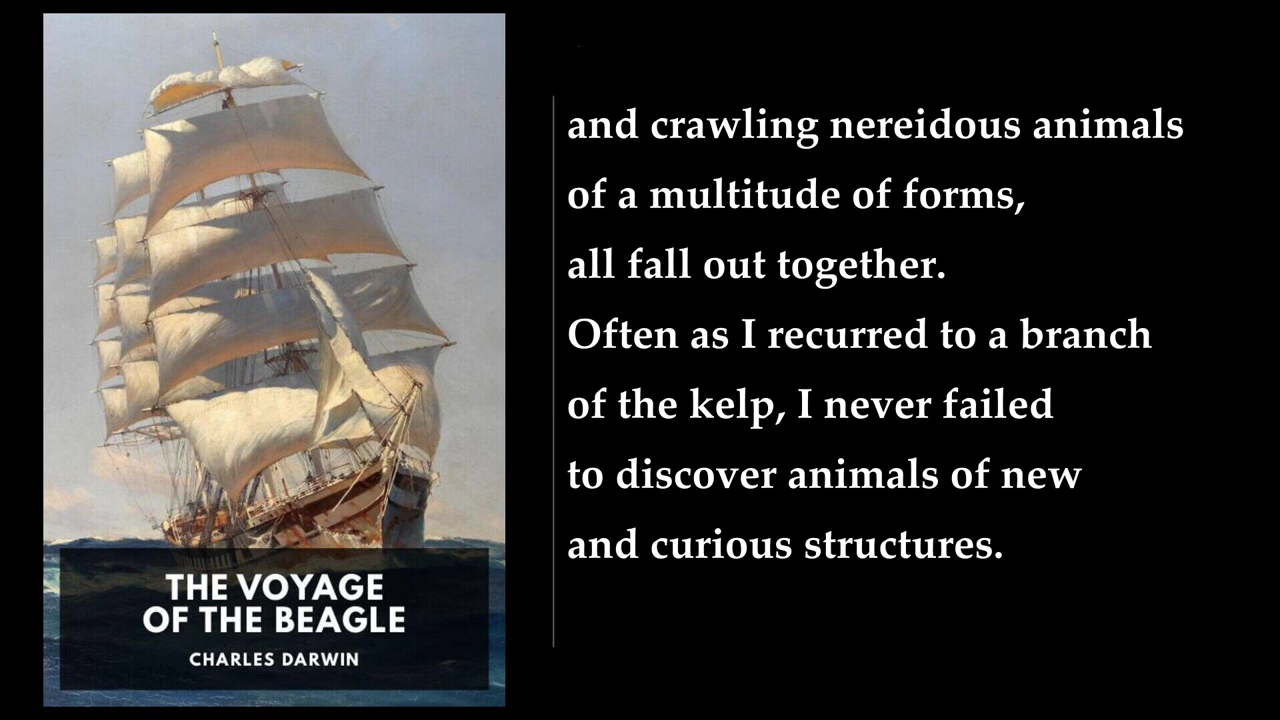 THE VOYAGE
OF THE BEAGLE
CHARLES DARWIN
and crawling nereidous animals
of a multitude of forms,
all fall out together.
Often as I recurred to a branch
of the kelp, I never failed
to discover animals of new
and curious structures.